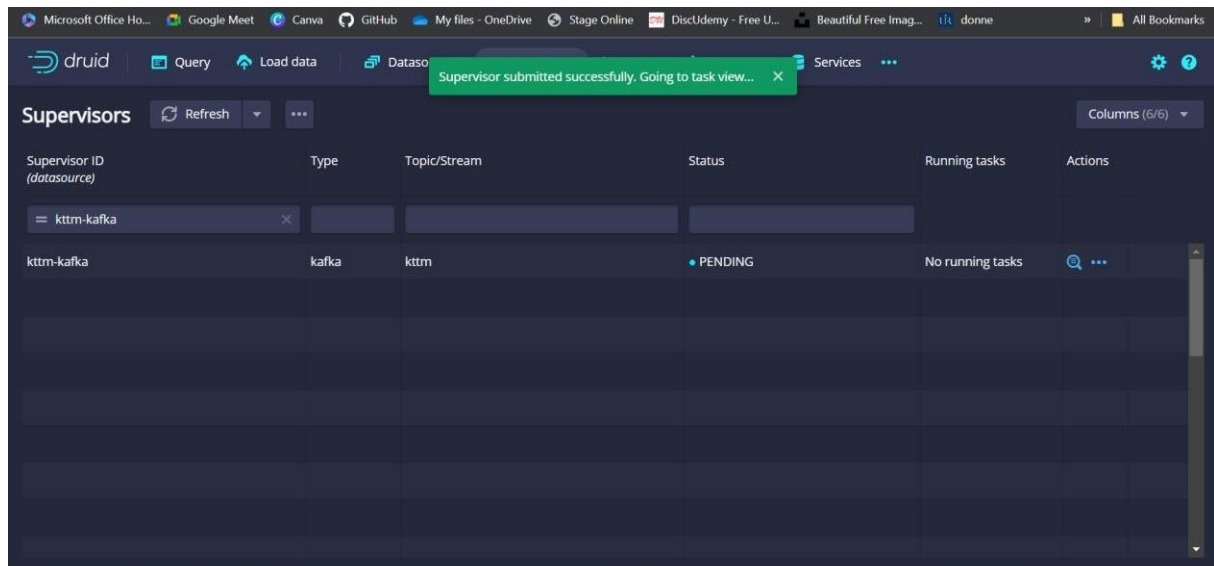 Microsoft Office Ho... Google Meet Canva GitHub My files - OneDrive Stage Online DiscUdemy - Free U... Beautiful Free Imag... donne » All Bookmarks
druid Query Load data Dataso Services
Supervisor submitted successfully. Going to task view...
Supervisors Refresh Columns (6/6)
Supervisor ID Type Topic/Stream Status Running tasks Actions
(datasource)
= kttm-kafka
kttm-kafka kafka kttm PENDING No running tasks